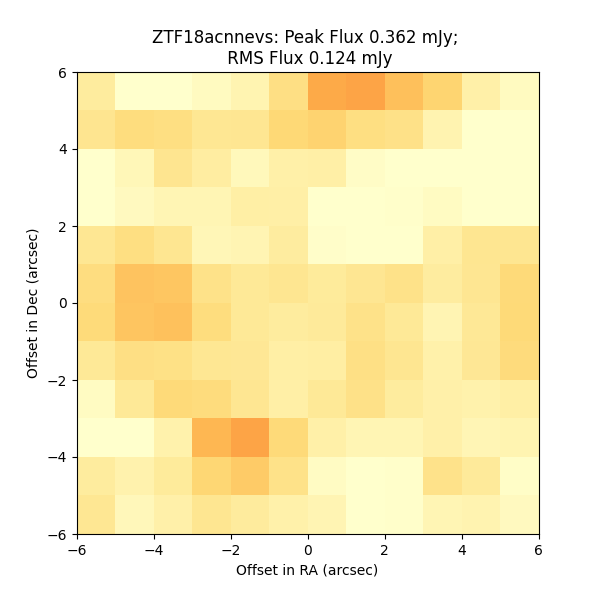 ZTF18acnnevs: Peak Flux 0.362 mJy;
RMS Flux 0.124 mJy
6
4
2
0
−2
−4
−6
Offset in Dec (arcsec)
−6 −4 −2 0 2 4 6
Offset in RA (arcsec)